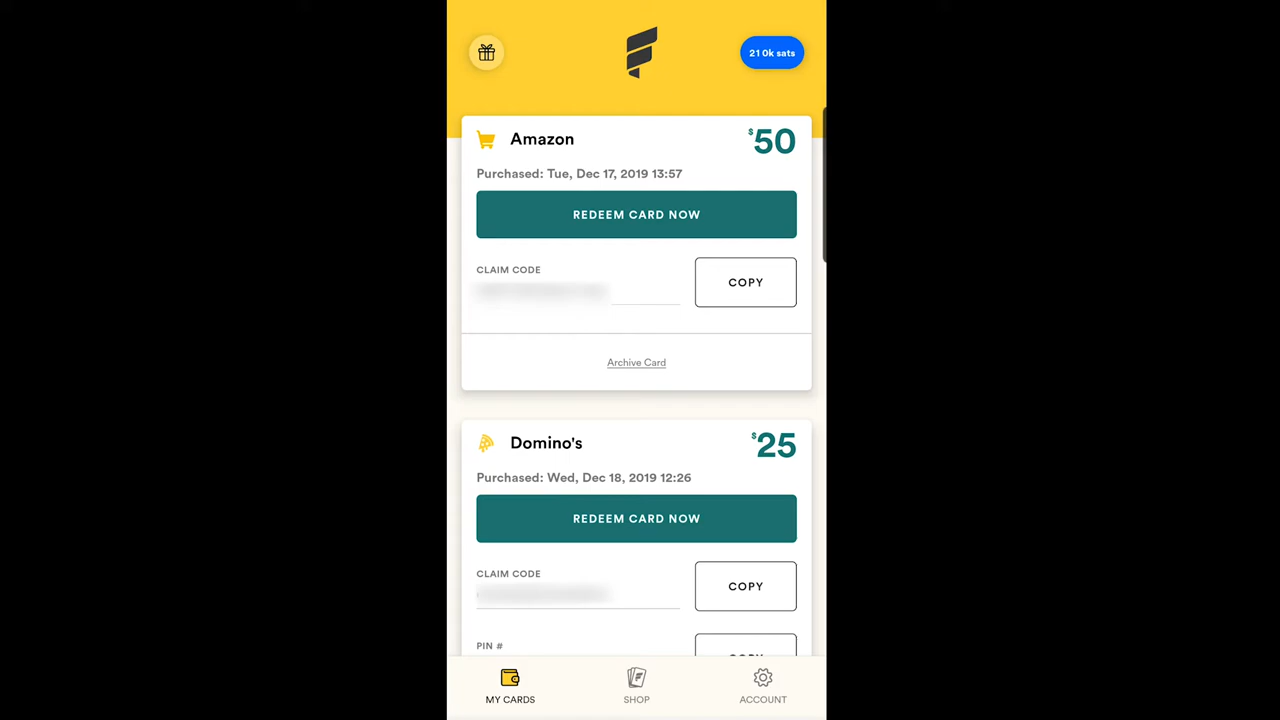 21 0k sats
Amazon
$50
Purchased: Tue, Dec 17, 2019 13:57
REDEEM CARD NOW
CLAIM CODE
COPY
Archive Card
Domino's
$25
Purchased: Wed, Dec 18, 2019 12:26
REDEEM CARD NOW
CLAIM CODE
COPY
PIN #
COPY
MY CARDS
SHOP
ACCOUNT